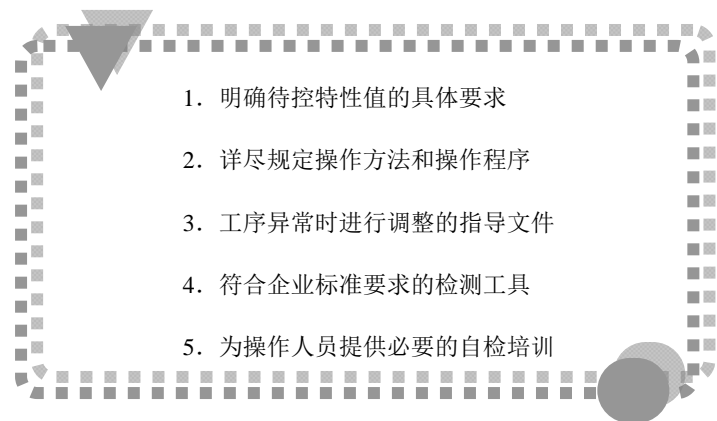 1．明确待控特性值的具体要求
2．详尽规定操作方法和操作程序
3．工序异常时进行调整的指导文件
4．符合企业标准要求的检测工具
5．为操作人员提供必要的自检培训